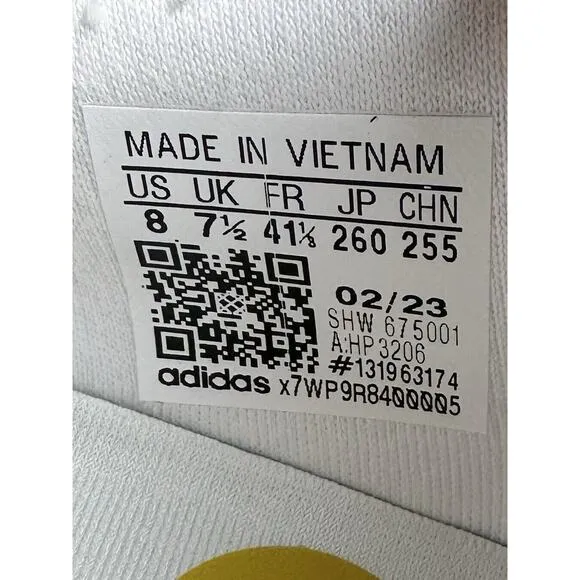 MADE IN VIETNAM
US UK FR JP CHN
8 7½ 41⅓ 260 255
02/23
SHW 675001
A:HP3206
#131963174
adidas x7WP9R8400005